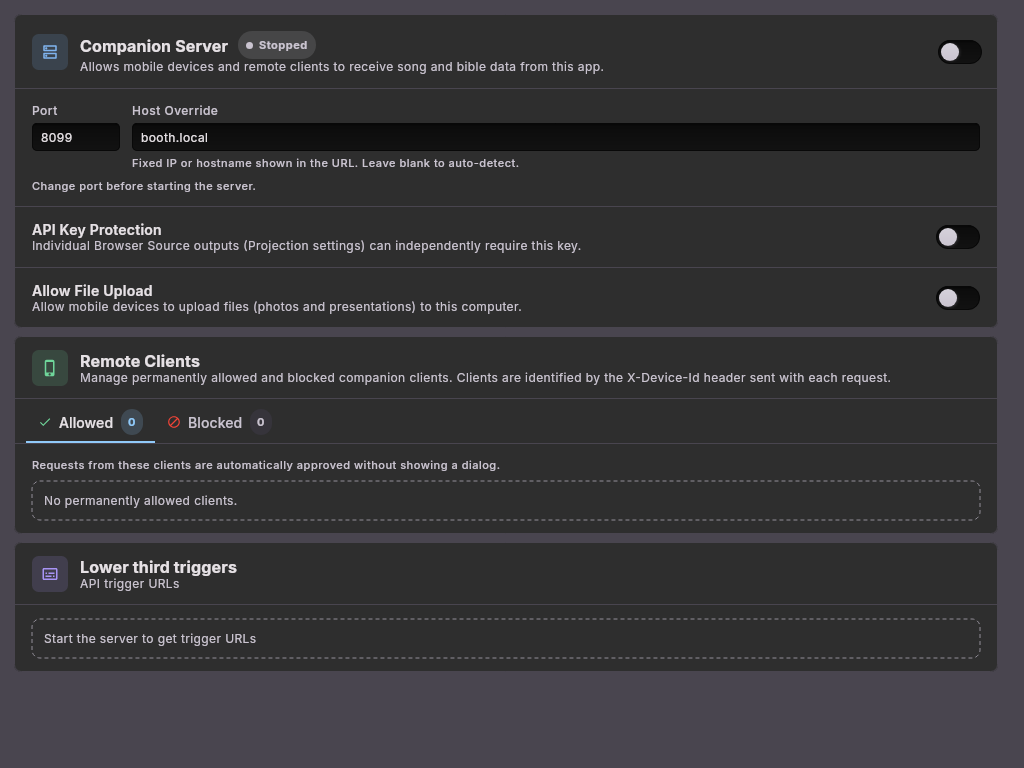 Companion Server
Stopped
Allows mobile devices and remote clients to receive song and bible data from this app.
Port
Host Override
8099
booth.local
Fixed IP or hostname shown in the URL. Leave blank to auto-detect.
Change port before starting the server.
API Key Protection
Individual Browser Source outputs (Projection settings) can independently require this key.
Allow File Upload
Allow mobile devices to upload files (photos and presentations) to this computer.
Remote Clients
Manage permanently allowed and blocked companion clients. Clients are identified by the X-Device-Id header sent with each request.
Allowed 0
Blocked 0
Requests from these clients are automatically approved without showing a dialog.
No permanently allowed clients.
Lower third triggers
API trigger URLs
Start the server to get trigger URLs